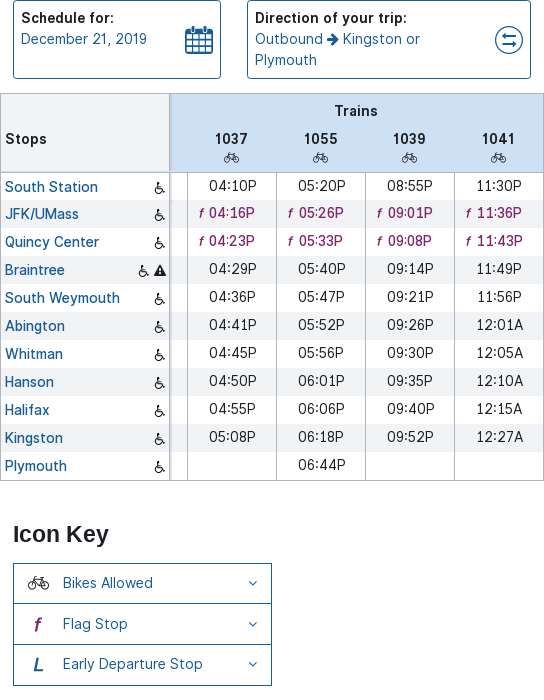 Schedule for:
December 21, 2019
Direction of your trip:
Outbound → Kingston or
Plymouth
Trains
Stops 1037 1055 1039 1041
South Station 04:10P 05:20P 08:55P 11:30P
JFK/UMass f 04:16P f 05:26P f 09:01P f 11:36P
Quincy Center f 04:23P f 05:33P f 09:08P f 11:43P
Braintree 04:29P 05:40P 09:14P 11:49P
South Weymouth 04:36P 05:47P 09:21P 11:56P
Abington 04:41P 05:52P 09:26P 12:01A
Whitman 04:45P 05:56P 09:30P 12:05A
Hanson 04:50P 06:01P 09:35P 12:10A
Halifax 04:55P 06:06P 09:40P 12:15A
Kingston 05:08P 06:18P 09:52P 12:27A
Plymouth 06:44P
Icon Key
Bikes Allowed
f Flag Stop
L Early Departure Stop